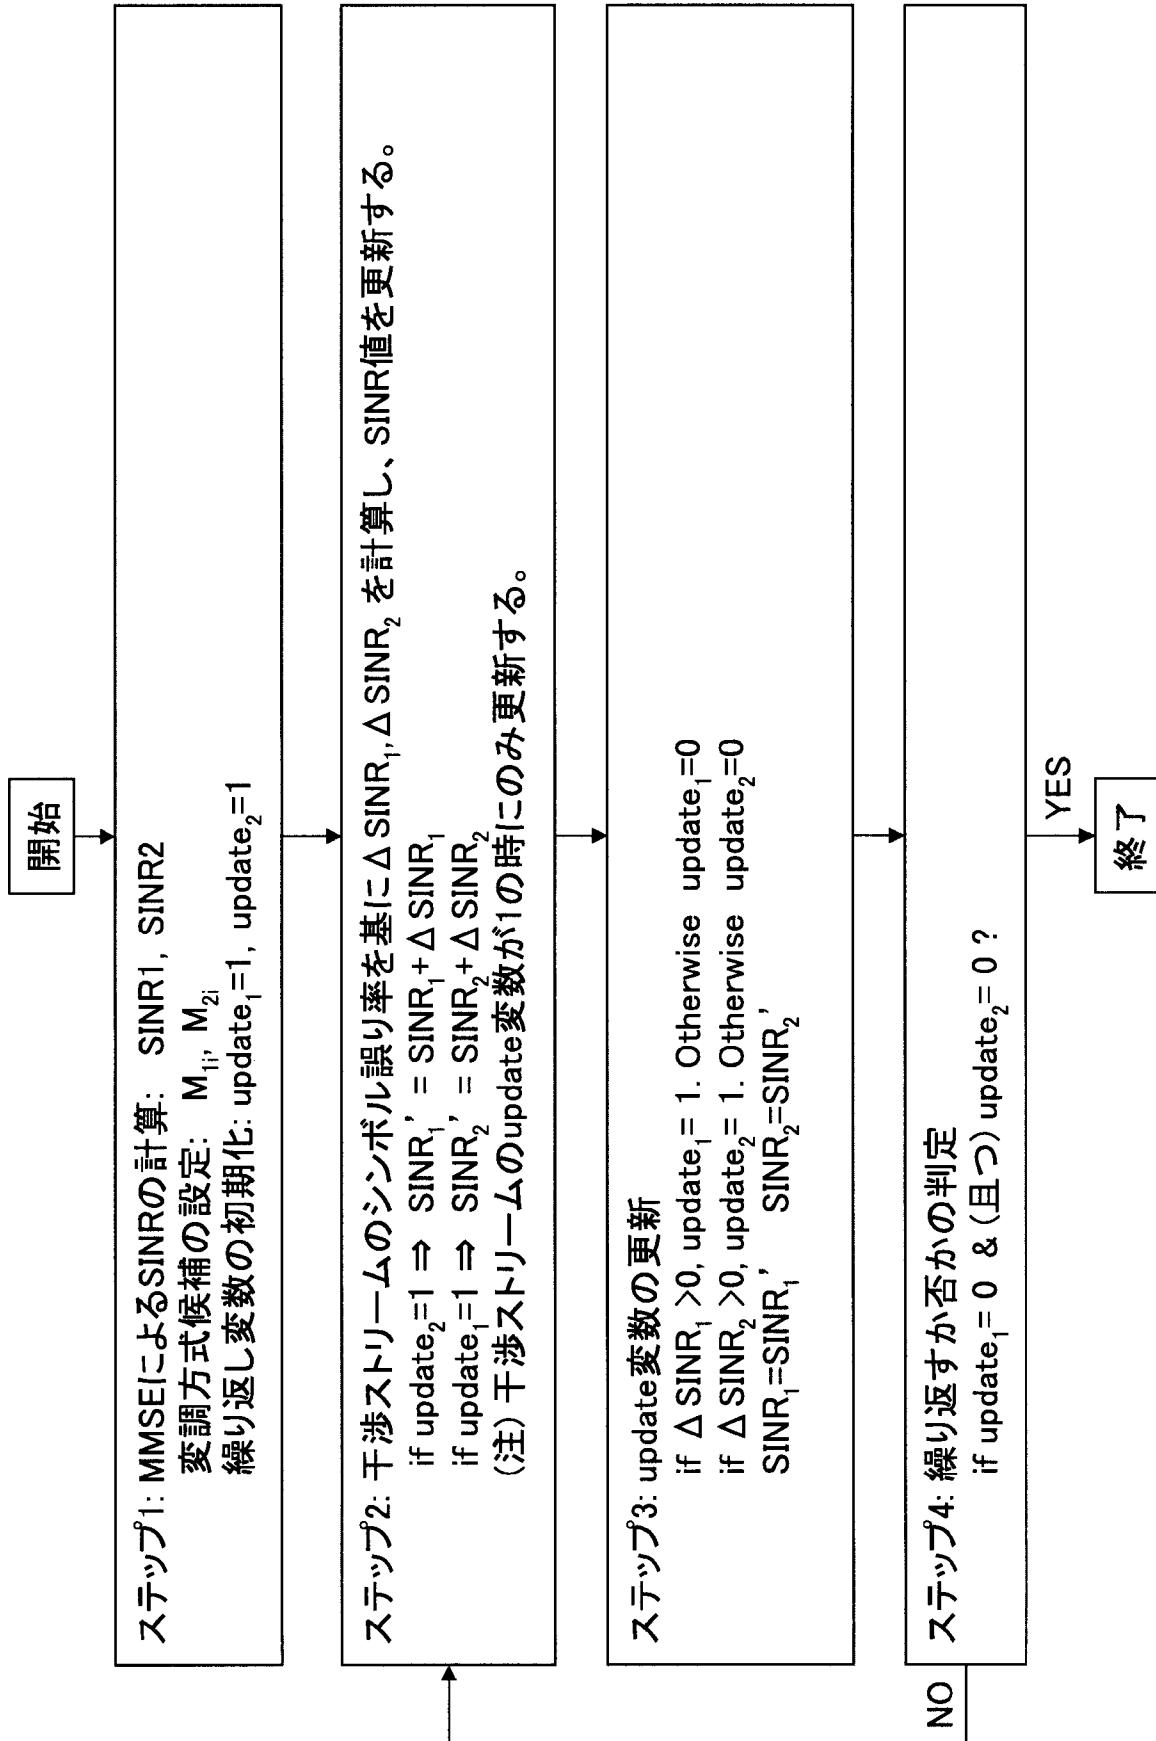 開始
ステップ1: MMSEによるSINRの計算: SINR1, SINR2
変調方式候補の設定: M₁ᵢ, M₂ᵢ
繰り返し変数の初期化: update₁=1, update₂=1
ステップ2: 干渉ストリームのシンボル誤り率を基にΔSINR₁,ΔSINR₂ を計算し、SINR値を更新する。
if update₂=1 ⇒ SINR₁' = SINR₁+ΔSINR₁
if update₁=1 ⇒ SINR₂' = SINR₂+ΔSINR₂
(注) 干渉ストリームのupdate変数が1の時にのみ更新する。
ステップ3: update変数の更新
if ΔSINR₁ >0, update₁= 1. Otherwise update₁=0
if ΔSINR₂ >0, update₂= 1. Otherwise update₂=0
SINR₁=SINR₁' SINR₂=SINR₂'
ステップ4: 繰り返すか否かの判定
if update₁= 0 & (且つ) update₂= 0 ?
NO
YES
終了